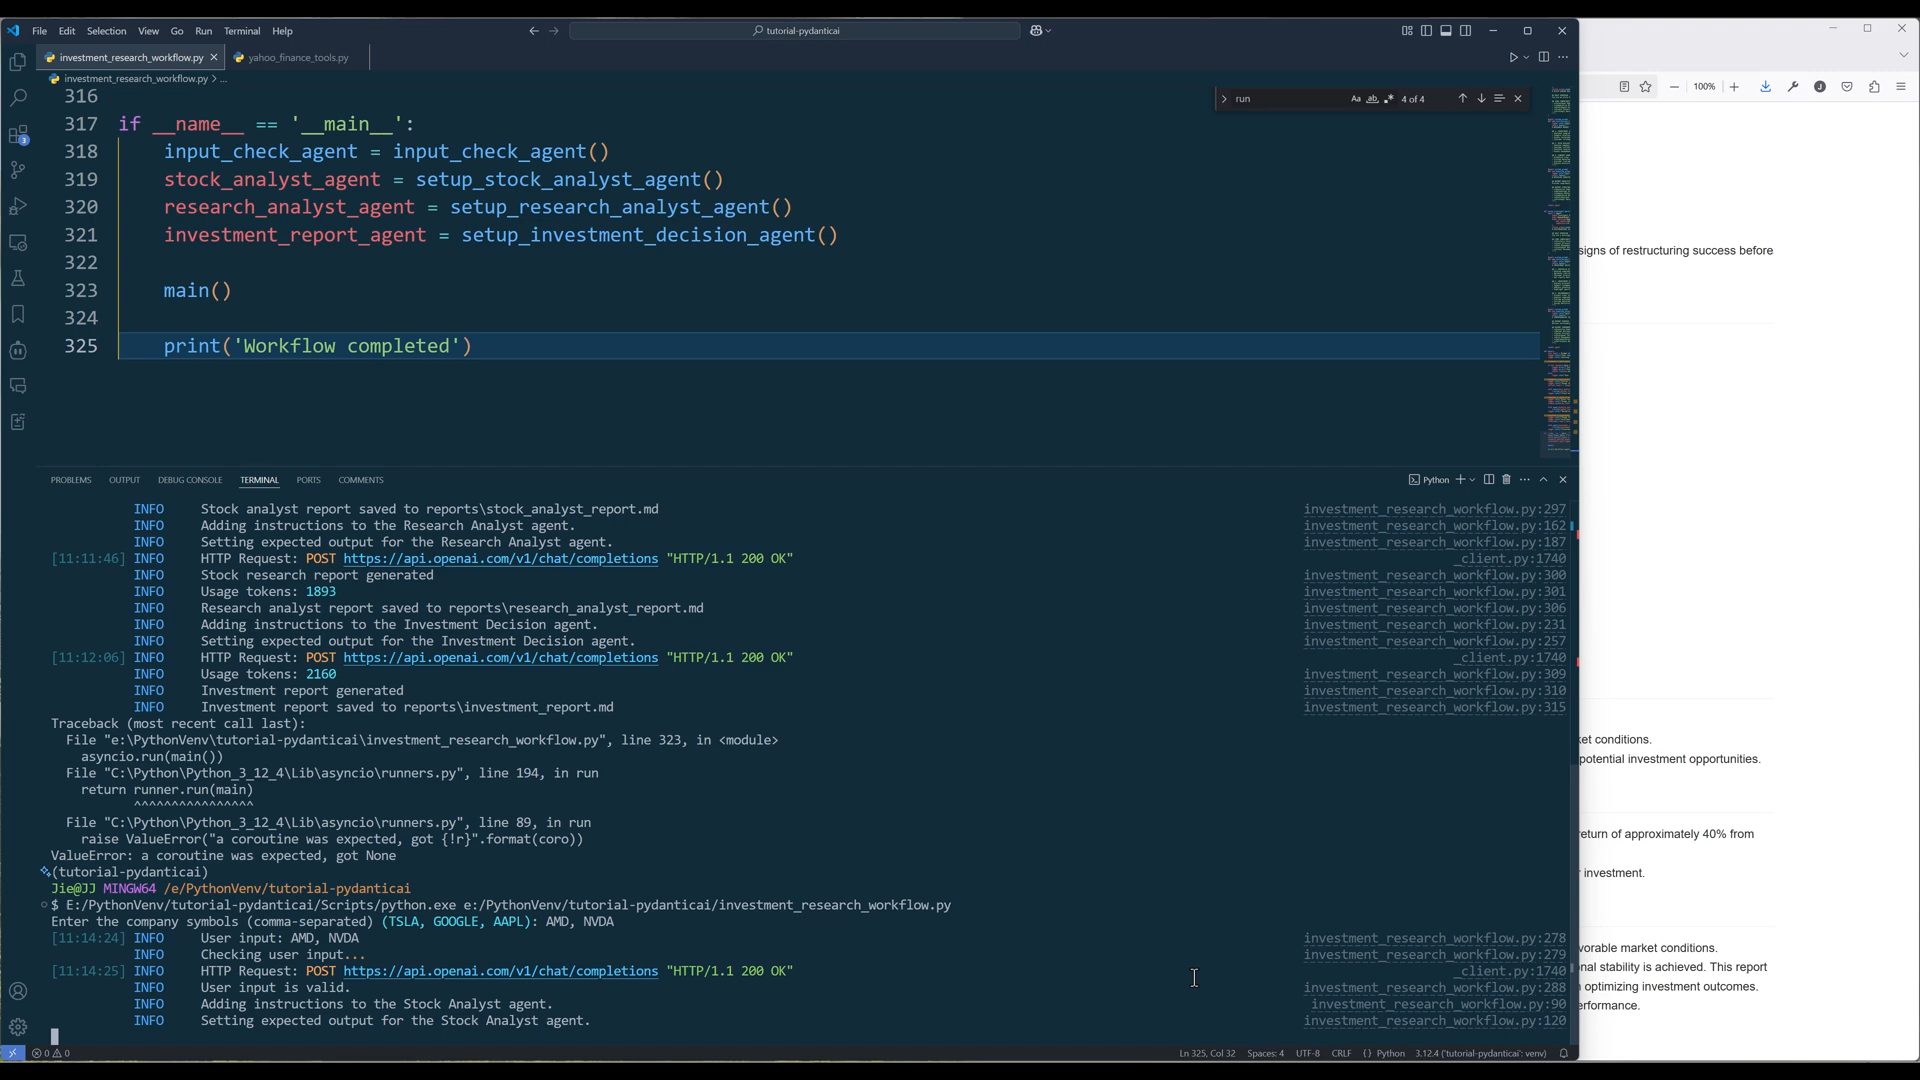 File Edit Selection View Go Run Terminal Help
tutorial-pydanticai
investment_research_workflow.py
yahoo_finance_tools.py
investment_research_workflow.py > ...
run
Aa ab .* 4 of 4
100%
316
317 if __name__ == '__main__':
318 input_check_agent = input_check_agent()
319 stock_analyst_agent = setup_stock_analyst_agent()
320 research_analyst_agent = setup_research_analyst_agent()
321 investment_report_agent = setup_investment_decision_agent()
322
323 main()
324
325 print('Workflow completed')
signs of restructuring success before
PROBLEMS OUTPUT DEBUG CONSOLE TERMINAL PORTS COMMENTS
Python
INFO Stock analyst report saved to reports\stock_analyst_report.md investment_research_workflow.py:297
INFO Adding instructions to the Research Analyst agent. investment_research_workflow.py:162
INFO Setting expected output for the Research Analyst agent. investment_research_workflow.py:187
[11:11:46] INFO HTTP Request: POST https://api.openai.com/v1/chat/completions "HTTP/1.1 200 OK" _client.py:1740
INFO Stock research report generated investment_research_workflow.py:300
INFO Usage tokens: 1893 investment_research_workflow.py:301
INFO Research analyst report saved to reports\research_analyst_report.md investment_research_workflow.py:306
INFO Adding instructions to the Investment Decision agent. investment_research_workflow.py:231
INFO Setting expected output for the Investment Decision agent. investment_research_workflow.py:257
[11:12:06] INFO HTTP Request: POST https://api.openai.com/v1/chat/completions "HTTP/1.1 200 OK" _client.py:1740
INFO Usage tokens: 2160 investment_research_workflow.py:309
INFO Investment report generated investment_research_workflow.py:310
INFO Investment report saved to reports\investment_report.md investment_research_workflow.py:315
Traceback (most recent call last):
File "e:\PythonVenv\tutorial-pydanticai\investment_research_workflow.py", line 323, in <module>
asyncio.run(main())
File "C:\Python\Python_3_12_4\Lib\asyncio\runners.py", line 194, in run
return runner.run(main)
^^^^^^^^^^^^^^^^
File "C:\Python\Python_3_12_4\Lib\asyncio\runners.py", line 89, in run
raise ValueError("a coroutine was expected, got {!r}".format(coro))
ValueError: a coroutine was expected, got None
(tutorial-pydanticai)
Jie@JJ MINGW64 /e/PythonVenv/tutorial-pydanticai
$ E:/PythonVenv/tutorial-pydanticai/Scripts/python.exe e:/PythonVenv/tutorial-pydanticai/investment_research_workflow.py
Enter the company symbols (comma-separated) (TSLA, GOOGLE, AAPL): AMD, NVDA
[11:14:24] INFO User input: AMD, NVDA investment_research_workflow.py:278
INFO Checking user input... investment_research_workflow.py:279
[11:14:25] INFO HTTP Request: POST https://api.openai.com/v1/chat/completions "HTTP/1.1 200 OK" _client.py:1740
INFO User input is valid. investment_research_workflow.py:288
INFO Adding instructions to the Stock Analyst agent. investment_research_workflow.py:90
INFO Setting expected output for the Stock Analyst agent. investment_research_workflow.py:120
ket conditions.
potential investment opportunities.
eturn of approximately 40% from
investment.
vorable market conditions.
nal stability is achieved. This report
optimizing investment outcomes.
erformance.
0 0
Ln 325, Col 32 Spaces: 4 UTF-8 CRLF {} Python 3.12.4 ('tutorial-pydanticai': venv)